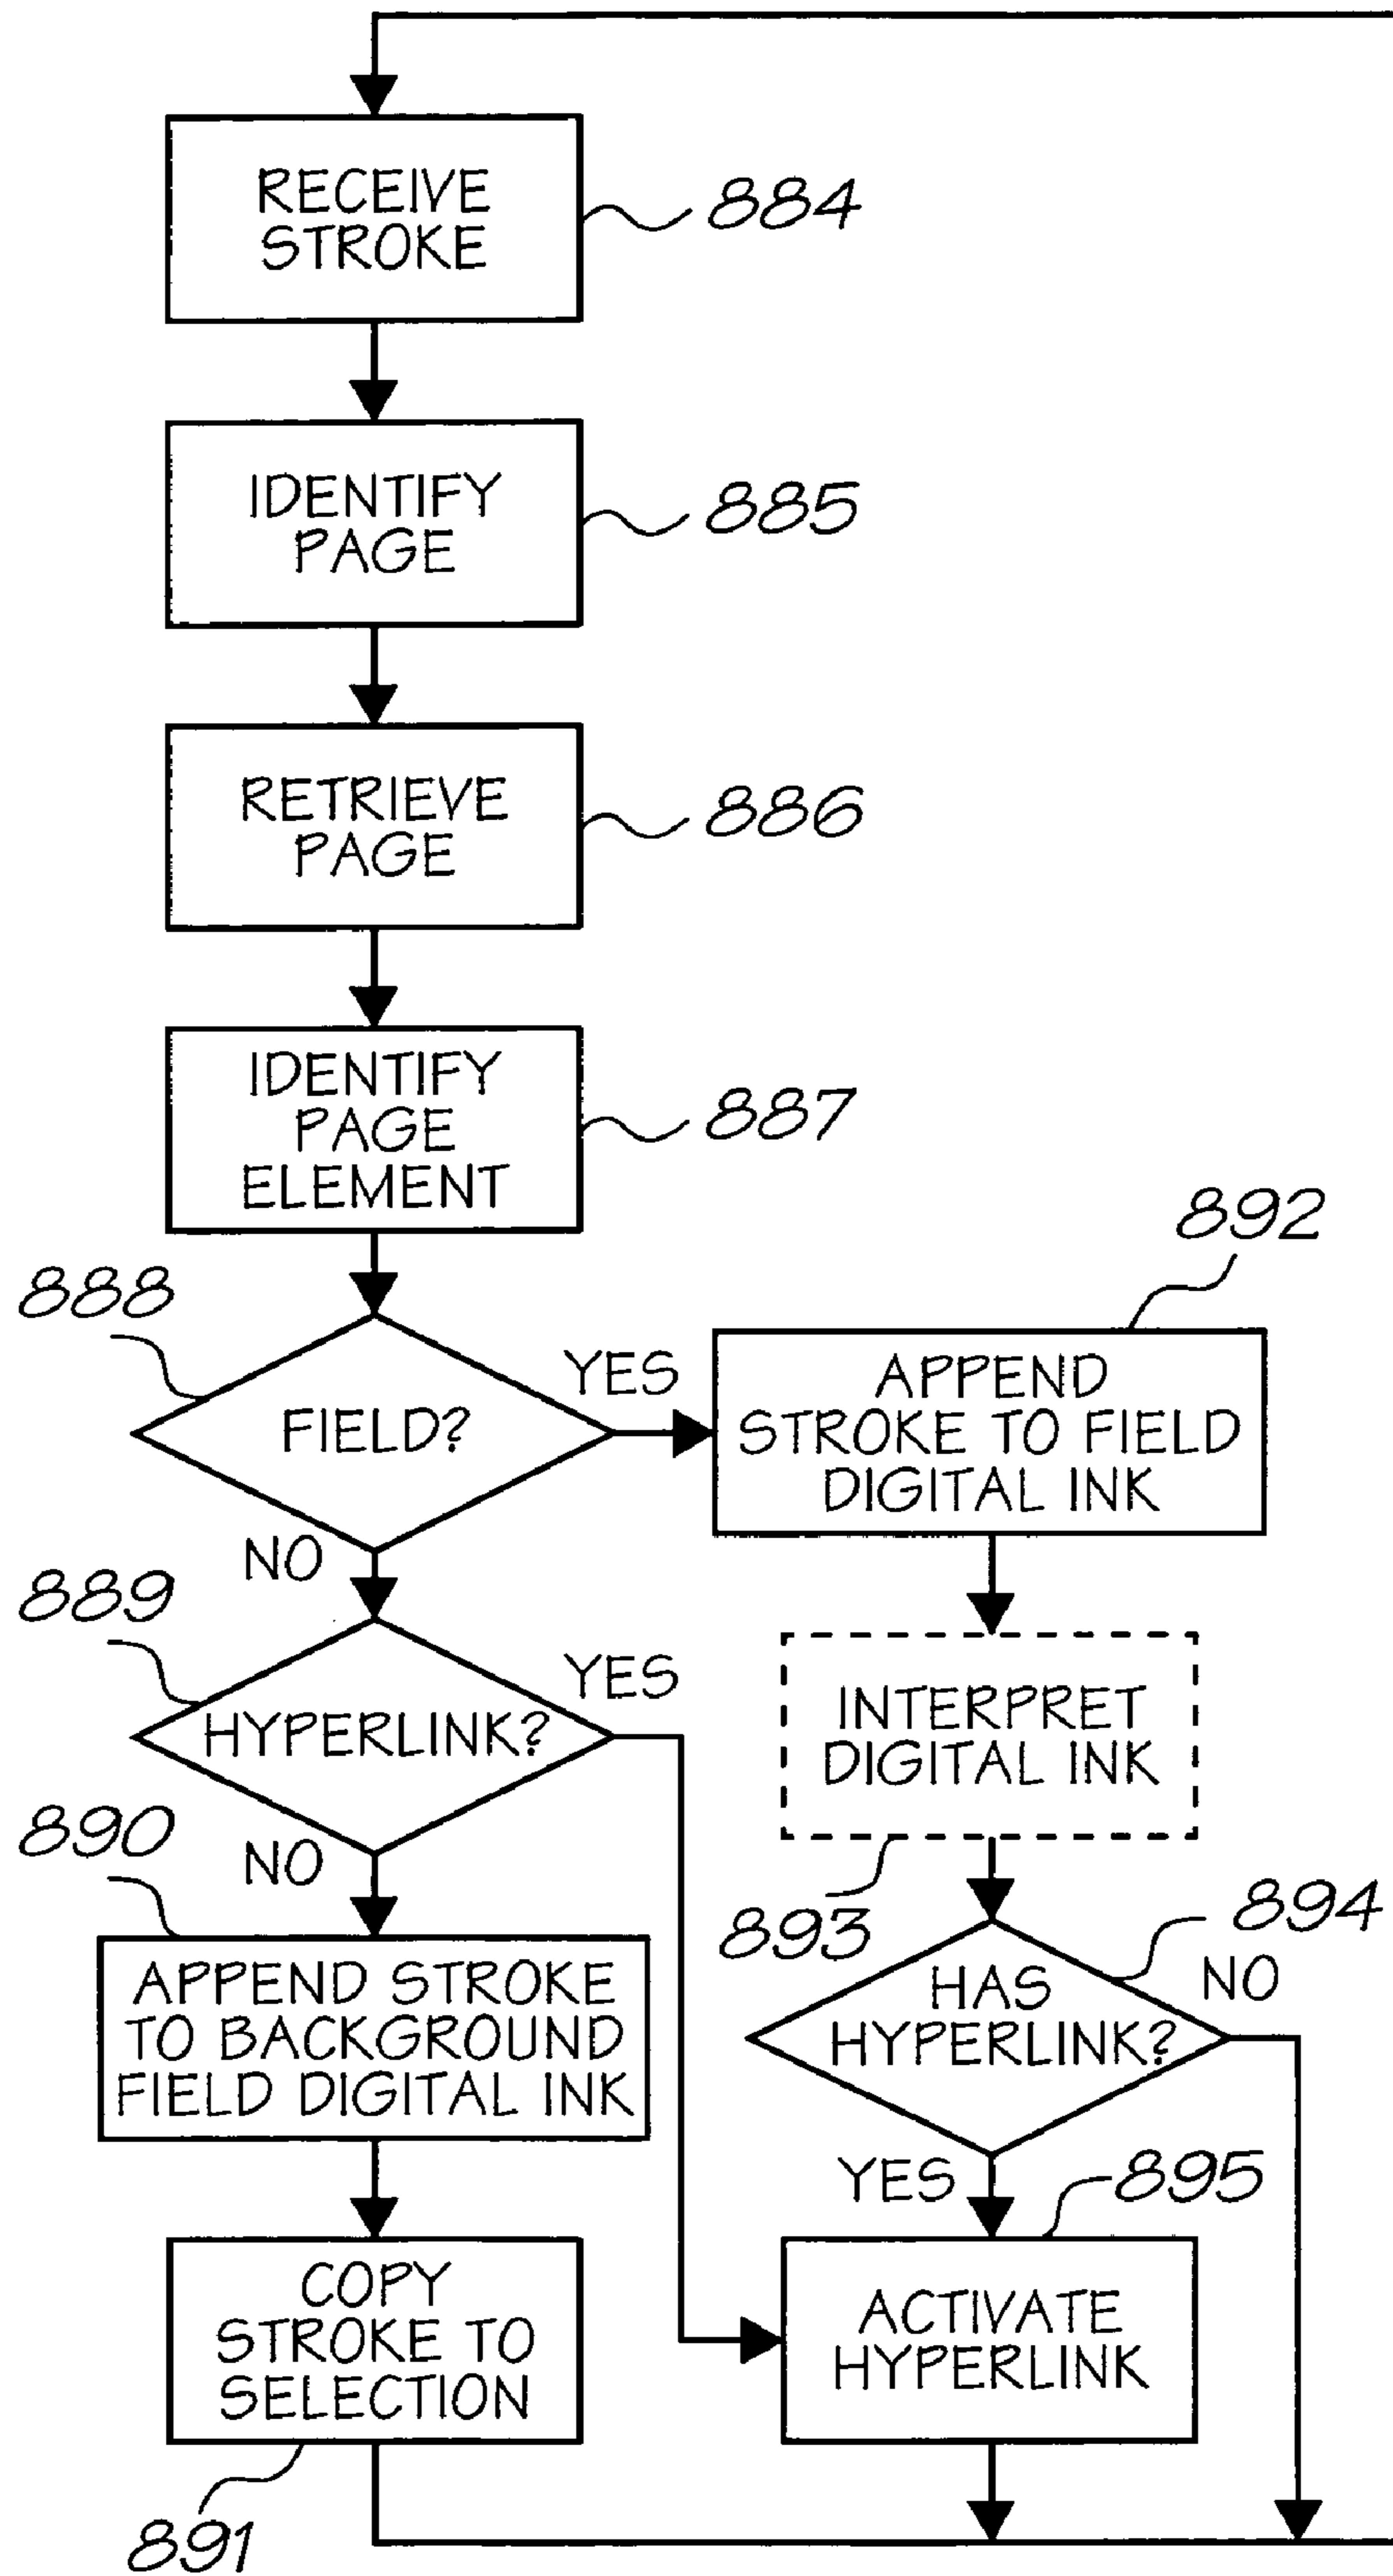 RECEIVE
STROKE
884
IDENTIFY
PAGE
885
RETRIEVE
PAGE
886
IDENTIFY
PAGE
ELEMENT
887
888
FIELD?
YES
NO
892
APPEND
STROKE TO FIELD
DIGITAL INK
889
HYPERLINK?
YES
NO
INTERPRET
DIGITAL INK
893
890
APPEND STROKE
TO BACKGROUND
FIELD DIGITAL INK
894
HAS
HYPERLINK?
NO
YES
895
COPY
STROKE TO
SELECTION
891
ACTIVATE
HYPERLINK